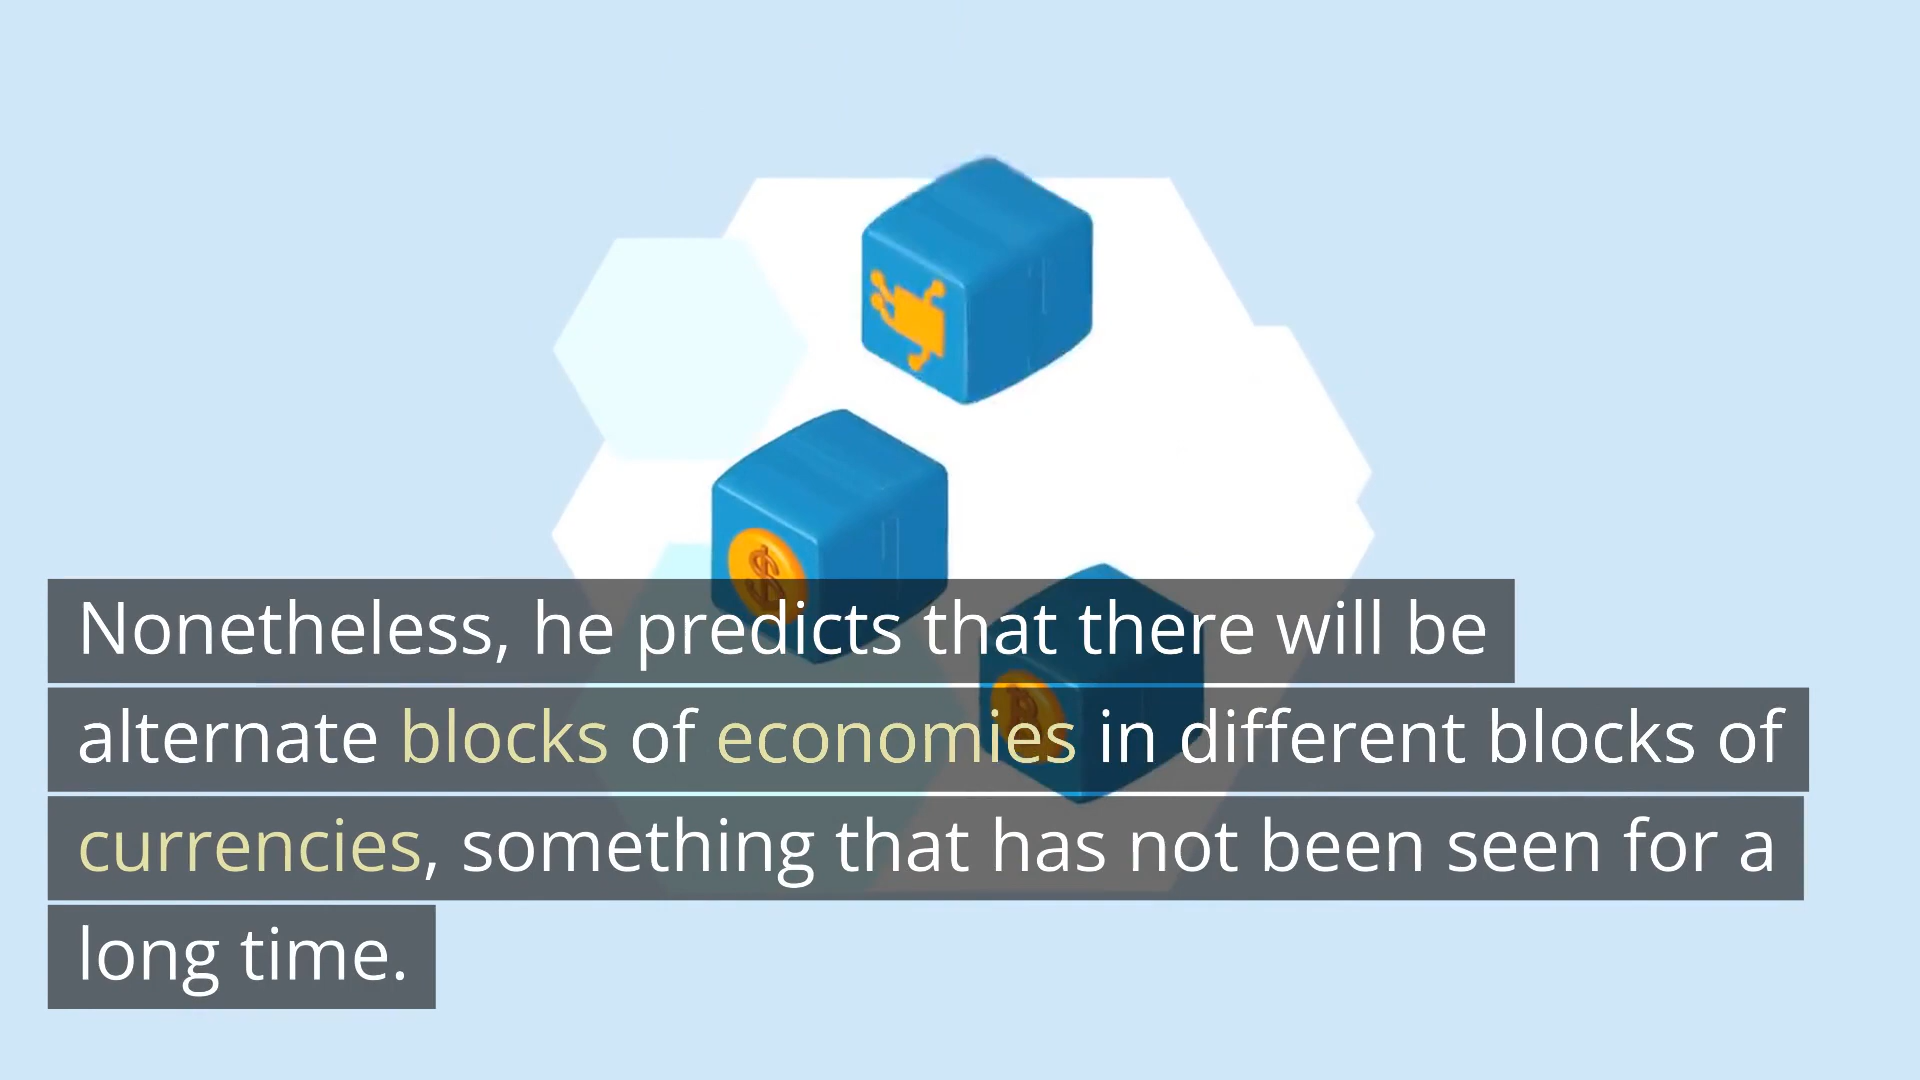 Nonetheless, he predicts that there will be
alternate blocks of economies in different blocks of
currencies, something that has not been seen for a
long time.
$
B